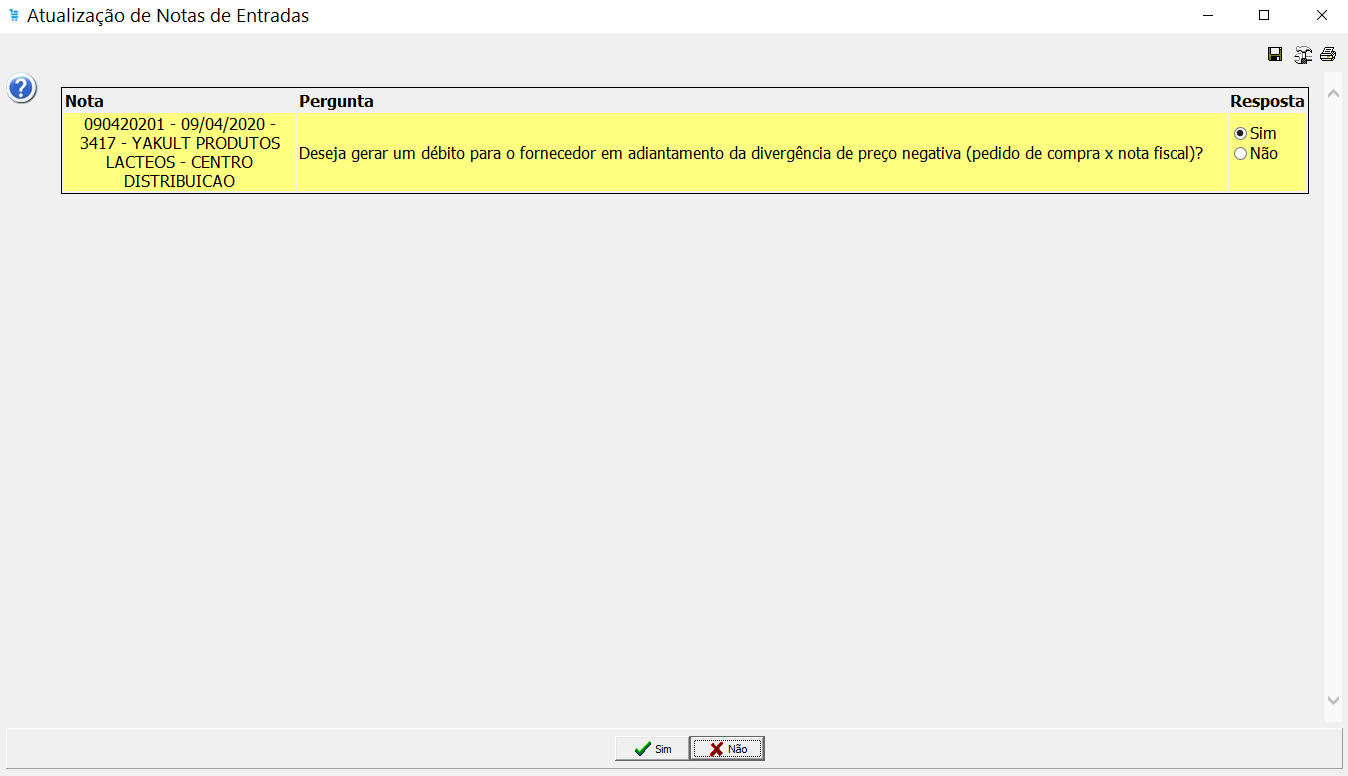 Atualização de Notas de Entradas
Nota Pergunta Resposta
090420201 - 09/04/2020 -
3417 - YAKULT PRODUTOS
LACTEOS - CENTRO
DISTRIBUICAO
Deseja gerar um débito para o fornecedor em adiantamento da divergência de preço negativa (pedido de compra x nota fiscal)?
Sim
Não
Sim Não